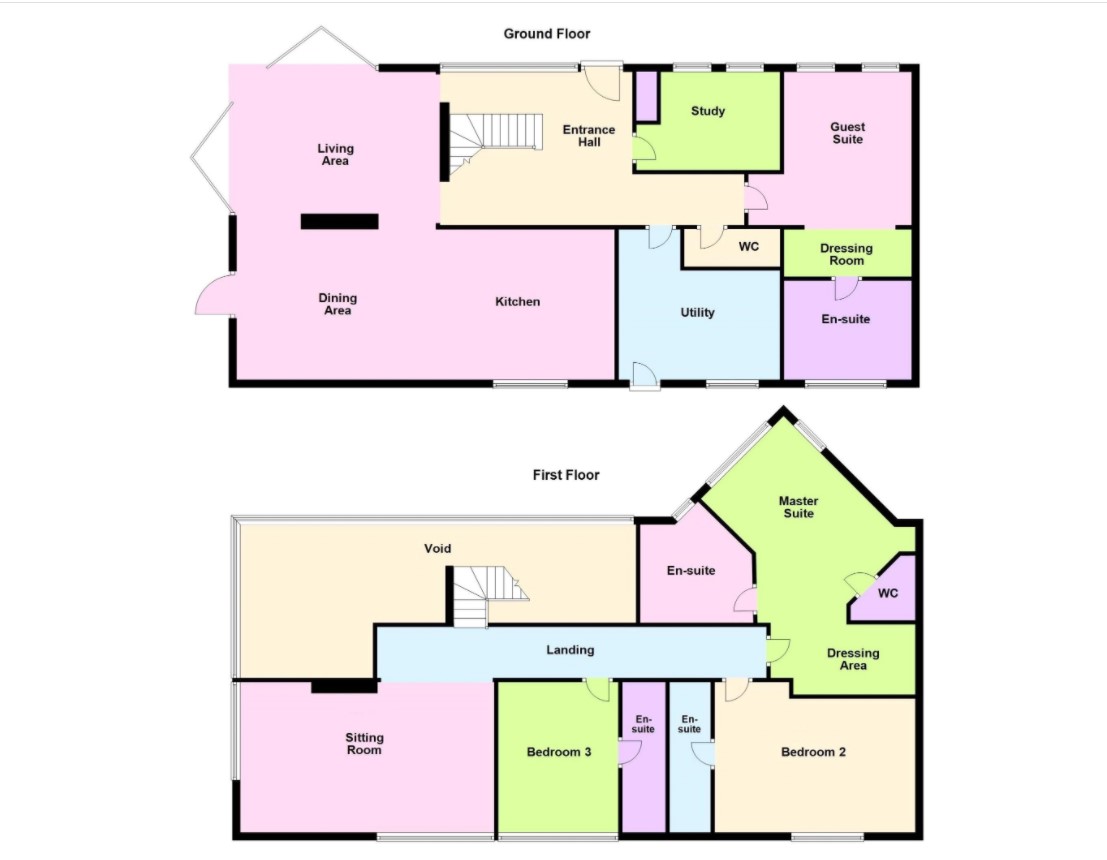 Ground Floor
Living
Area
Entrance
Hall
Study
Guest
Suite
WC
Dressing
Room
Dining
Area
Kitchen
Utility
En-suite
First Floor
Master
Suite
Void
En-suite
WC
Landing
Dressing
Area
Sitting
Room
Bedroom 3
En-
suite
En-
suite
Bedroom 2